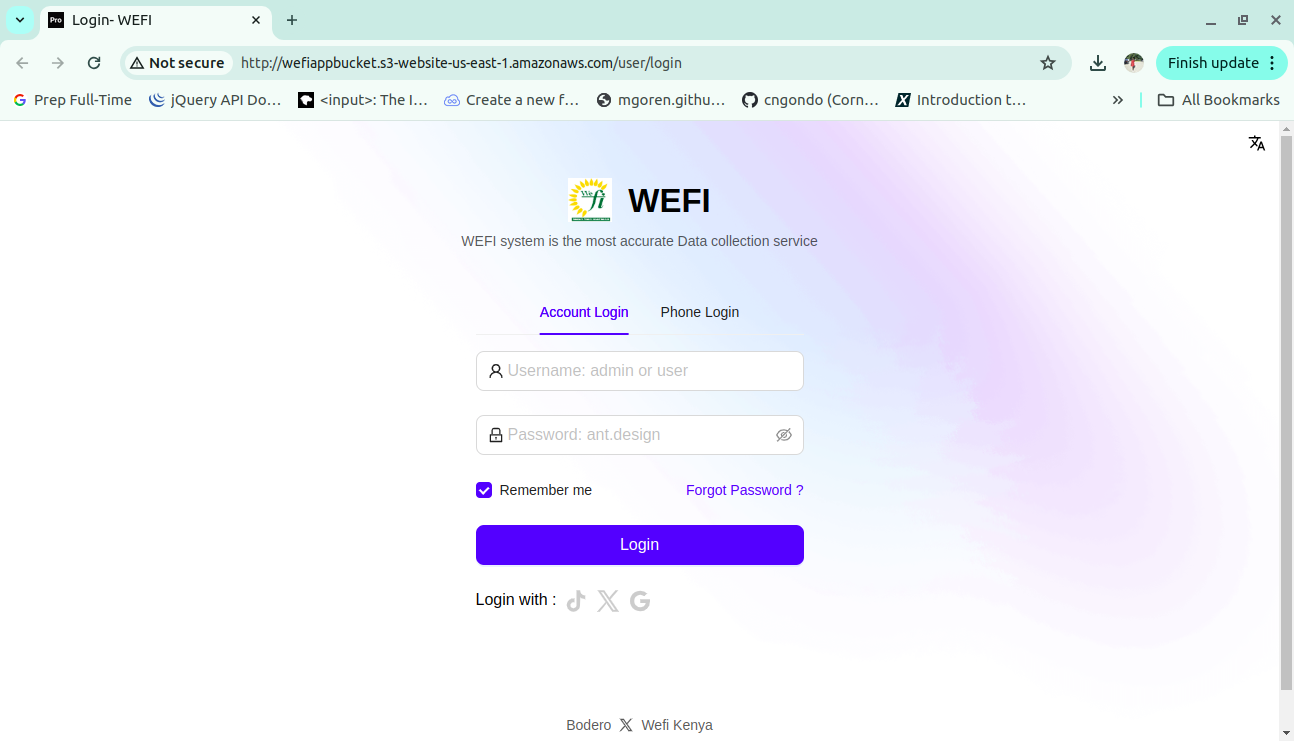 Pro Login- WEFI
Not secure http://wefiappbucket.s3-website-us-east-1.amazonaws.com/user/login Finish update
Prep Full-Time jQuery API Do… <input>: The I… Create a new f… mgoren.githu… cngondo (Corn… Introduction t… All Bookmarks
We fi WEFI
WEFI system is the most accurate Data collection service
Account Login Phone Login
Username: admin or user
Password: ant.design
Remember me Forgot Password ?
Login
Login with :
Bodero Wefi Kenya